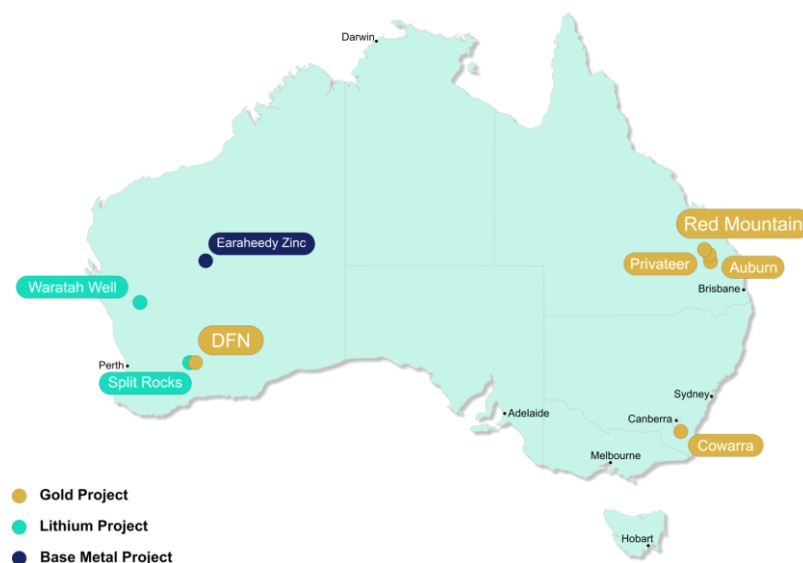 Darwin
Red Mountain
Earaheedy Zinc
Privateer
Auburn
Waratah Well
Brisbane
DFN
Perth
Split Rocks
Sydney
Adelaide
Canberra
Cowarra
Melbourne
Gold Project
Lithium Project
Hobart
Base Metal Project